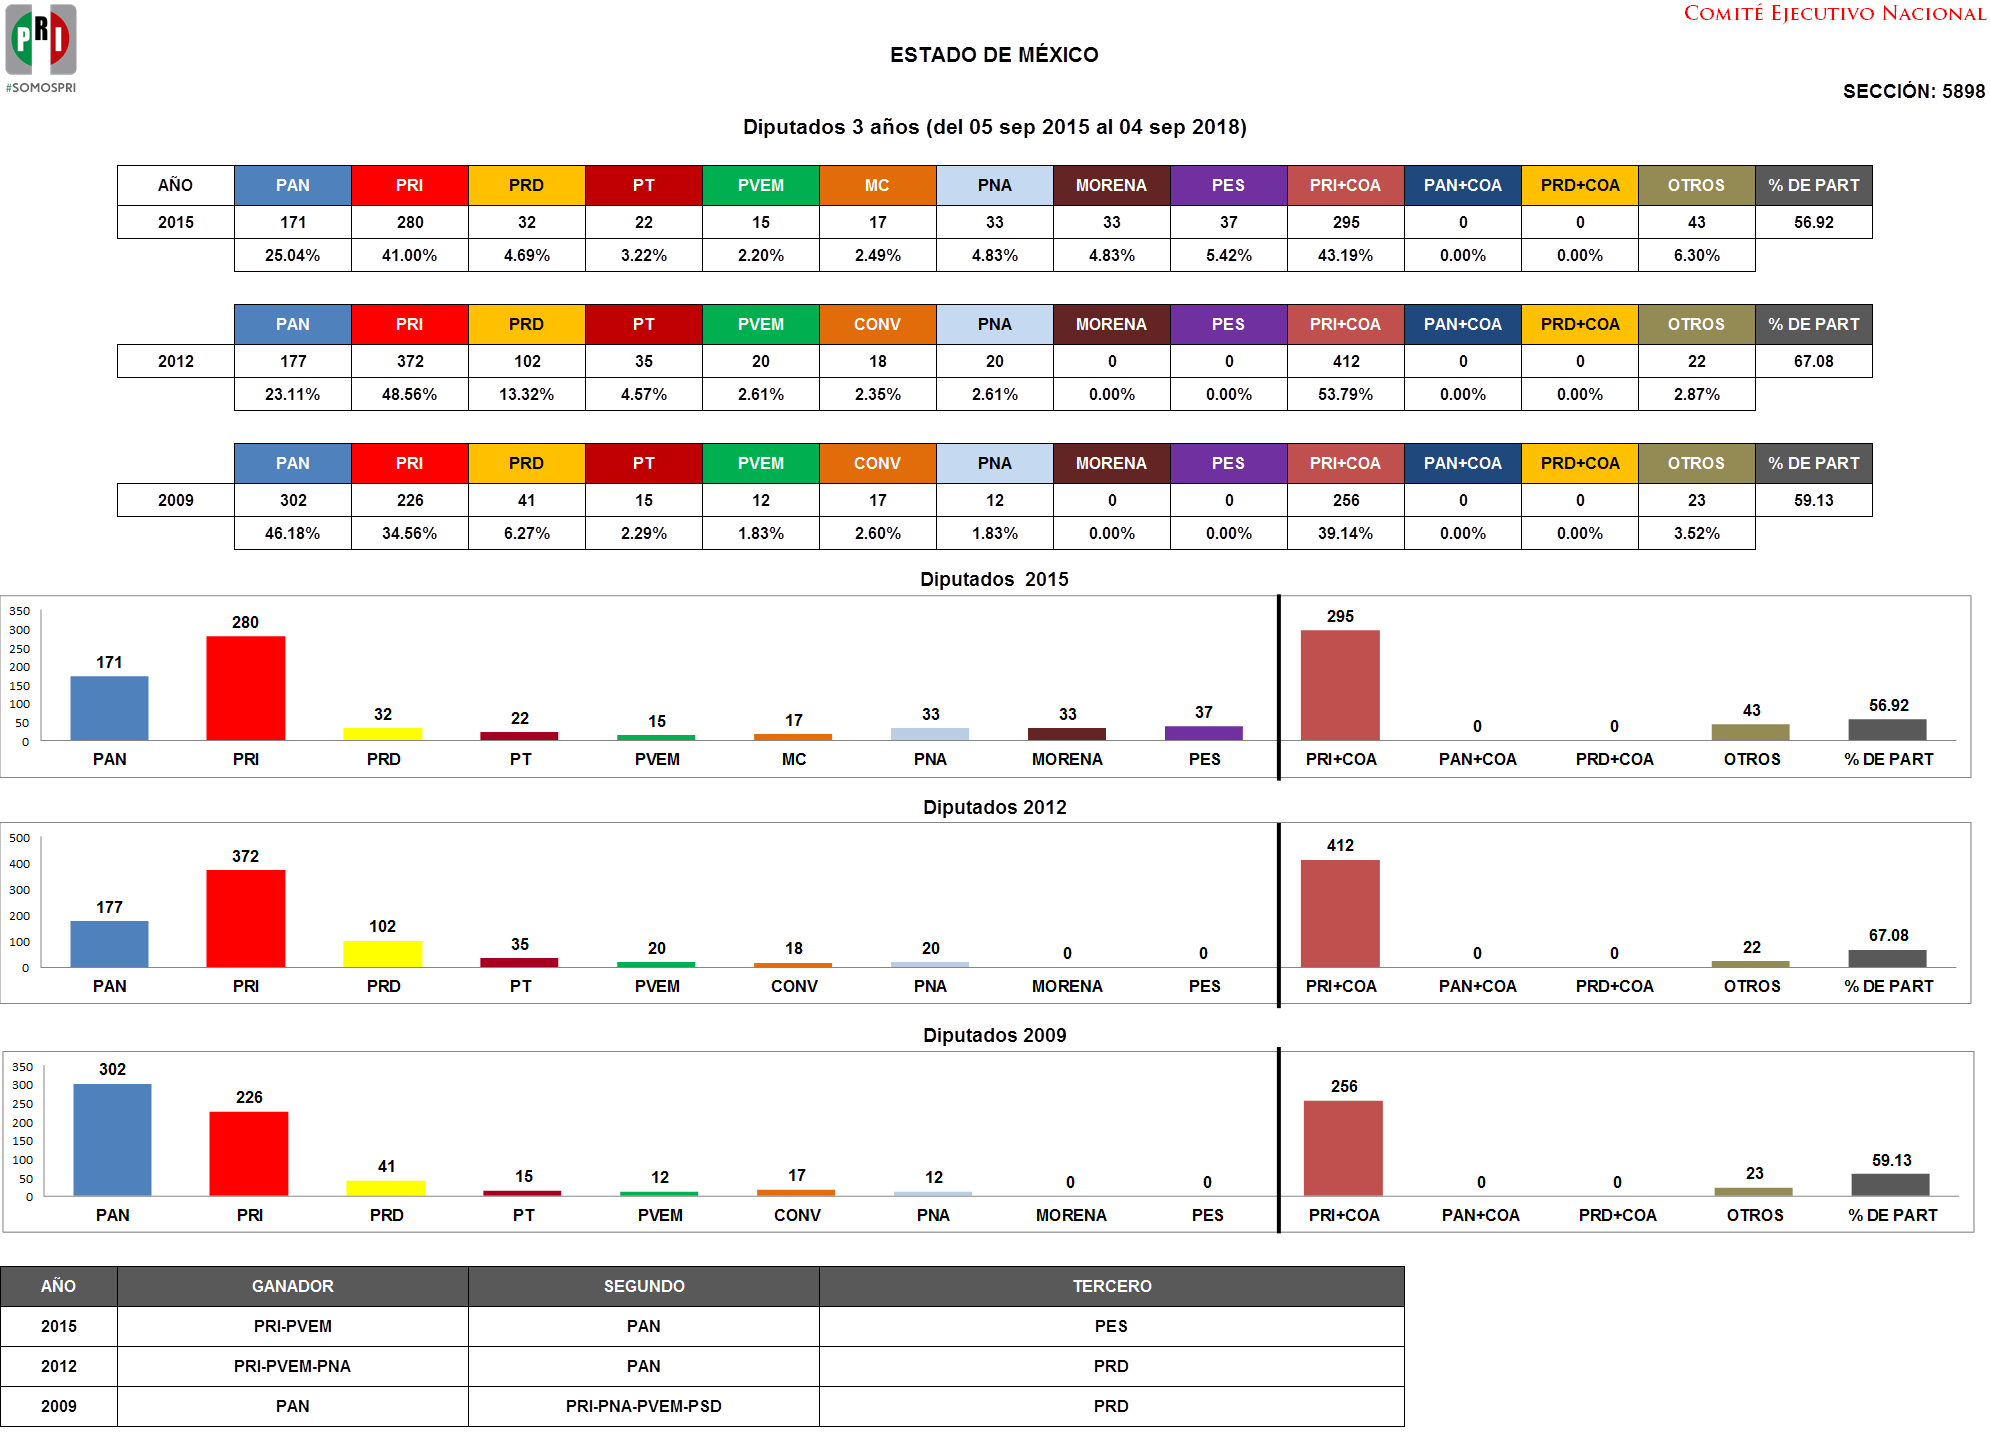 PRI
#SOMOSPRI
COMITÉ EJECUTIVO NACIONAL
ESTADO DE MÉXICO
SECCIÓN: 5898
Diputados 3 años (del 05 sep 2015 al 04 sep 2018)
AÑO PAN PRI PRD PT PVEM MC PNA MORENA PES PRI+COA PAN+COA PRD+COA OTROS % DE PART
2015 171 280 32 22 15 17 33 33 37 295 0 0 43 56.92
25.04% 41.00% 4.69% 3.22% 2.20% 2.49% 4.83% 4.83% 5.42% 43.19% 0.00% 0.00% 6.30%
PAN PRI PRD PT PVEM CONV PNA MORENA PES PRI+COA PAN+COA PRD+COA OTROS % DE PART
2012 177 372 102 35 20 18 20 0 0 412 0 0 22 67.08
23.11% 48.56% 13.32% 4.57% 2.61% 2.35% 2.61% 0.00% 0.00% 53.79% 0.00% 0.00% 2.87%
PAN PRI PRD PT PVEM CONV PNA MORENA PES PRI+COA PAN+COA PRD+COA OTROS % DE PART
2009 302 226 41 15 12 17 12 0 0 256 0 0 23 59.13
46.18% 34.56% 6.27% 2.29% 1.83% 2.60% 1.83% 0.00% 0.00% 39.14% 0.00% 0.00% 3.52%
Diputados 2015
350
300
250
200
150
100
50
0
171 280 32 22 15 17 33 33 37 295 0 0 43 56.92
PAN PRI PRD PT PVEM MC PNA MORENA PES PRI+COA PAN+COA PRD+COA OTROS % DE PART
Diputados 2012
500
400
300
200
100
0
177 372 102 35 20 18 20 0 0 412 0 0 22 67.08
PAN PRI PRD PT PVEM CONV PNA MORENA PES PRI+COA PAN+COA PRD+COA OTROS % DE PART
Diputados 2009
350
300
250
200
150
100
50
0
302 226 41 15 12 17 12 0 0 256 0 0 23 59.13
PAN PRI PRD PT PVEM CONV PNA MORENA PES PRI+COA PAN+COA PRD+COA OTROS % DE PART
AÑO GANADOR SEGUNDO TERCERO
2015 PRI-PVEM PAN PES
2012 PRI-PVEM-PNA PAN PRD
2009 PAN PRI-PNA-PVEM-PSD PRD